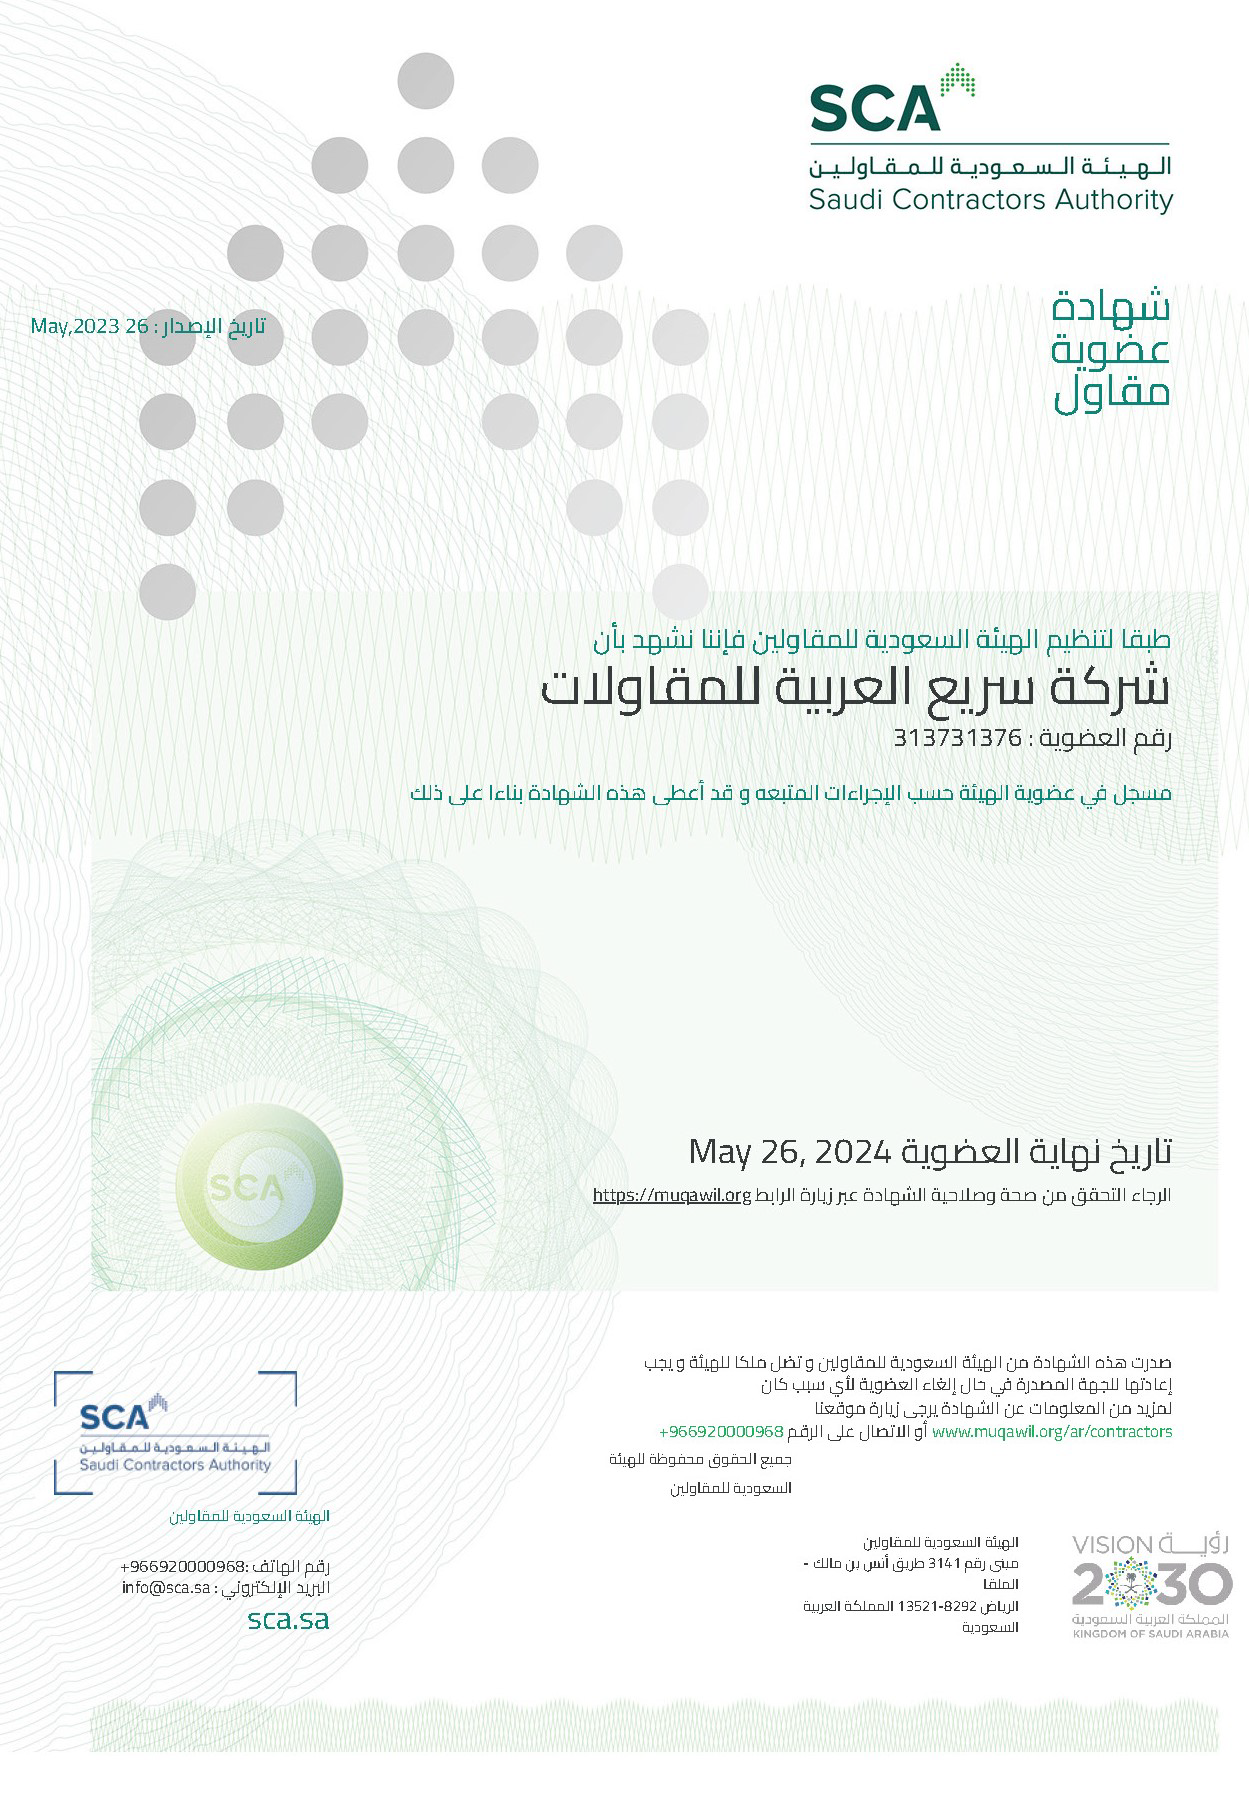 SCA
الهيئة السعودية للمقاولين
Saudi Contractors Authority
شهادة
عضوية
مقاول
تاريخ الإصدار : 26 May,2023
طبقا لتنظيم الهيئة السعودية للمقاولين فإننا نشهد بأن
شركة سريع العربية للمقاولات
رقم العضوية : 313731376
مسجل في عضوية الهيئة حسب الإجراءات المتبعه و قد أعطى هذه الشهادة بناءا على ذلك
تاريخ نهاية العضوية May 26, 2024
الرجاء التحقق من صحة وصلاحية الشهادة عبر زيارة الرابط https://muqawil.org
SCA
صدرت هذه الشهادة من الهيئة السعودية للمقاولين و تضل ملكا للهيئة و يجب
إعادتها للجهة المصدرة في حال إلغاء العضوية لأي سبب كان
لمزيد من المعلومات عن الشهادة يرجى زيارة موقعنا
www.muqawil.org/ar/contractors أو الاتصال على الرقم 966920000968+
جميع الحقوق محفوظة للهيئة
السعودية للمقاولين
SCA
الهيئة السعودية للمقاولين
Saudi Contractors Authority
الهيئة السعودية للمقاولين
رقم الهاتف :966920000968+
البريد الإلكتروني : info@sca.sa
sca.sa
الهيئة السعودية للمقاولين
مبنى رقم 3141 طريق أنس بن مالك -
الملقا
الرياض 8292-13521 المملكة العربية
السعودية
VISION رؤيـــة
2030
المملكة العربية السعودية
KINGDOM OF SAUDI ARABIA